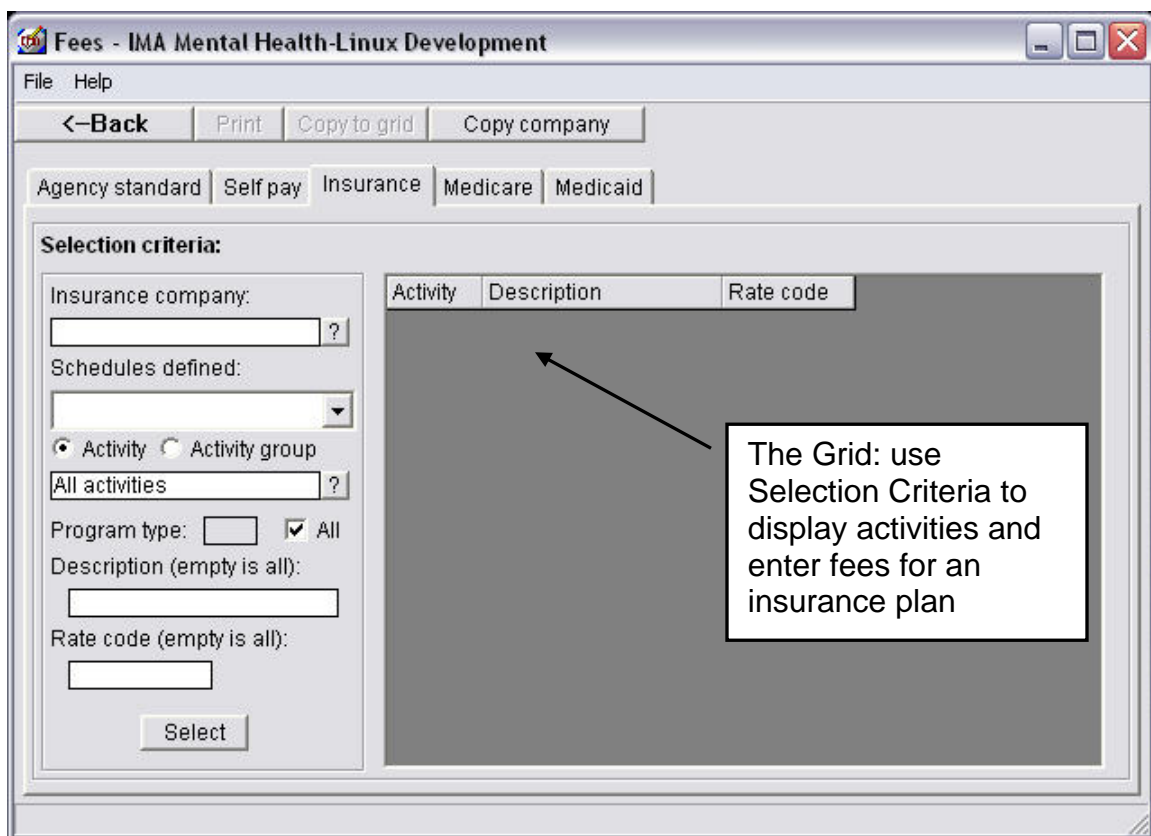 Fees - IMA Mental Health-Linux Development
File Help
<-Back Print Copy to grid Copy company
Agency standard Self pay Insurance Medicare Medicaid
Selection criteria:
Insurance company:
?
Schedules defined:
Activity Activity group
All activities ?
Program type: All
Description (empty is all):
Rate code (empty is all):
Select
Activity Description Rate code
The Grid: use
Selection Criteria to
display activities and
enter fees for an
insurance plan